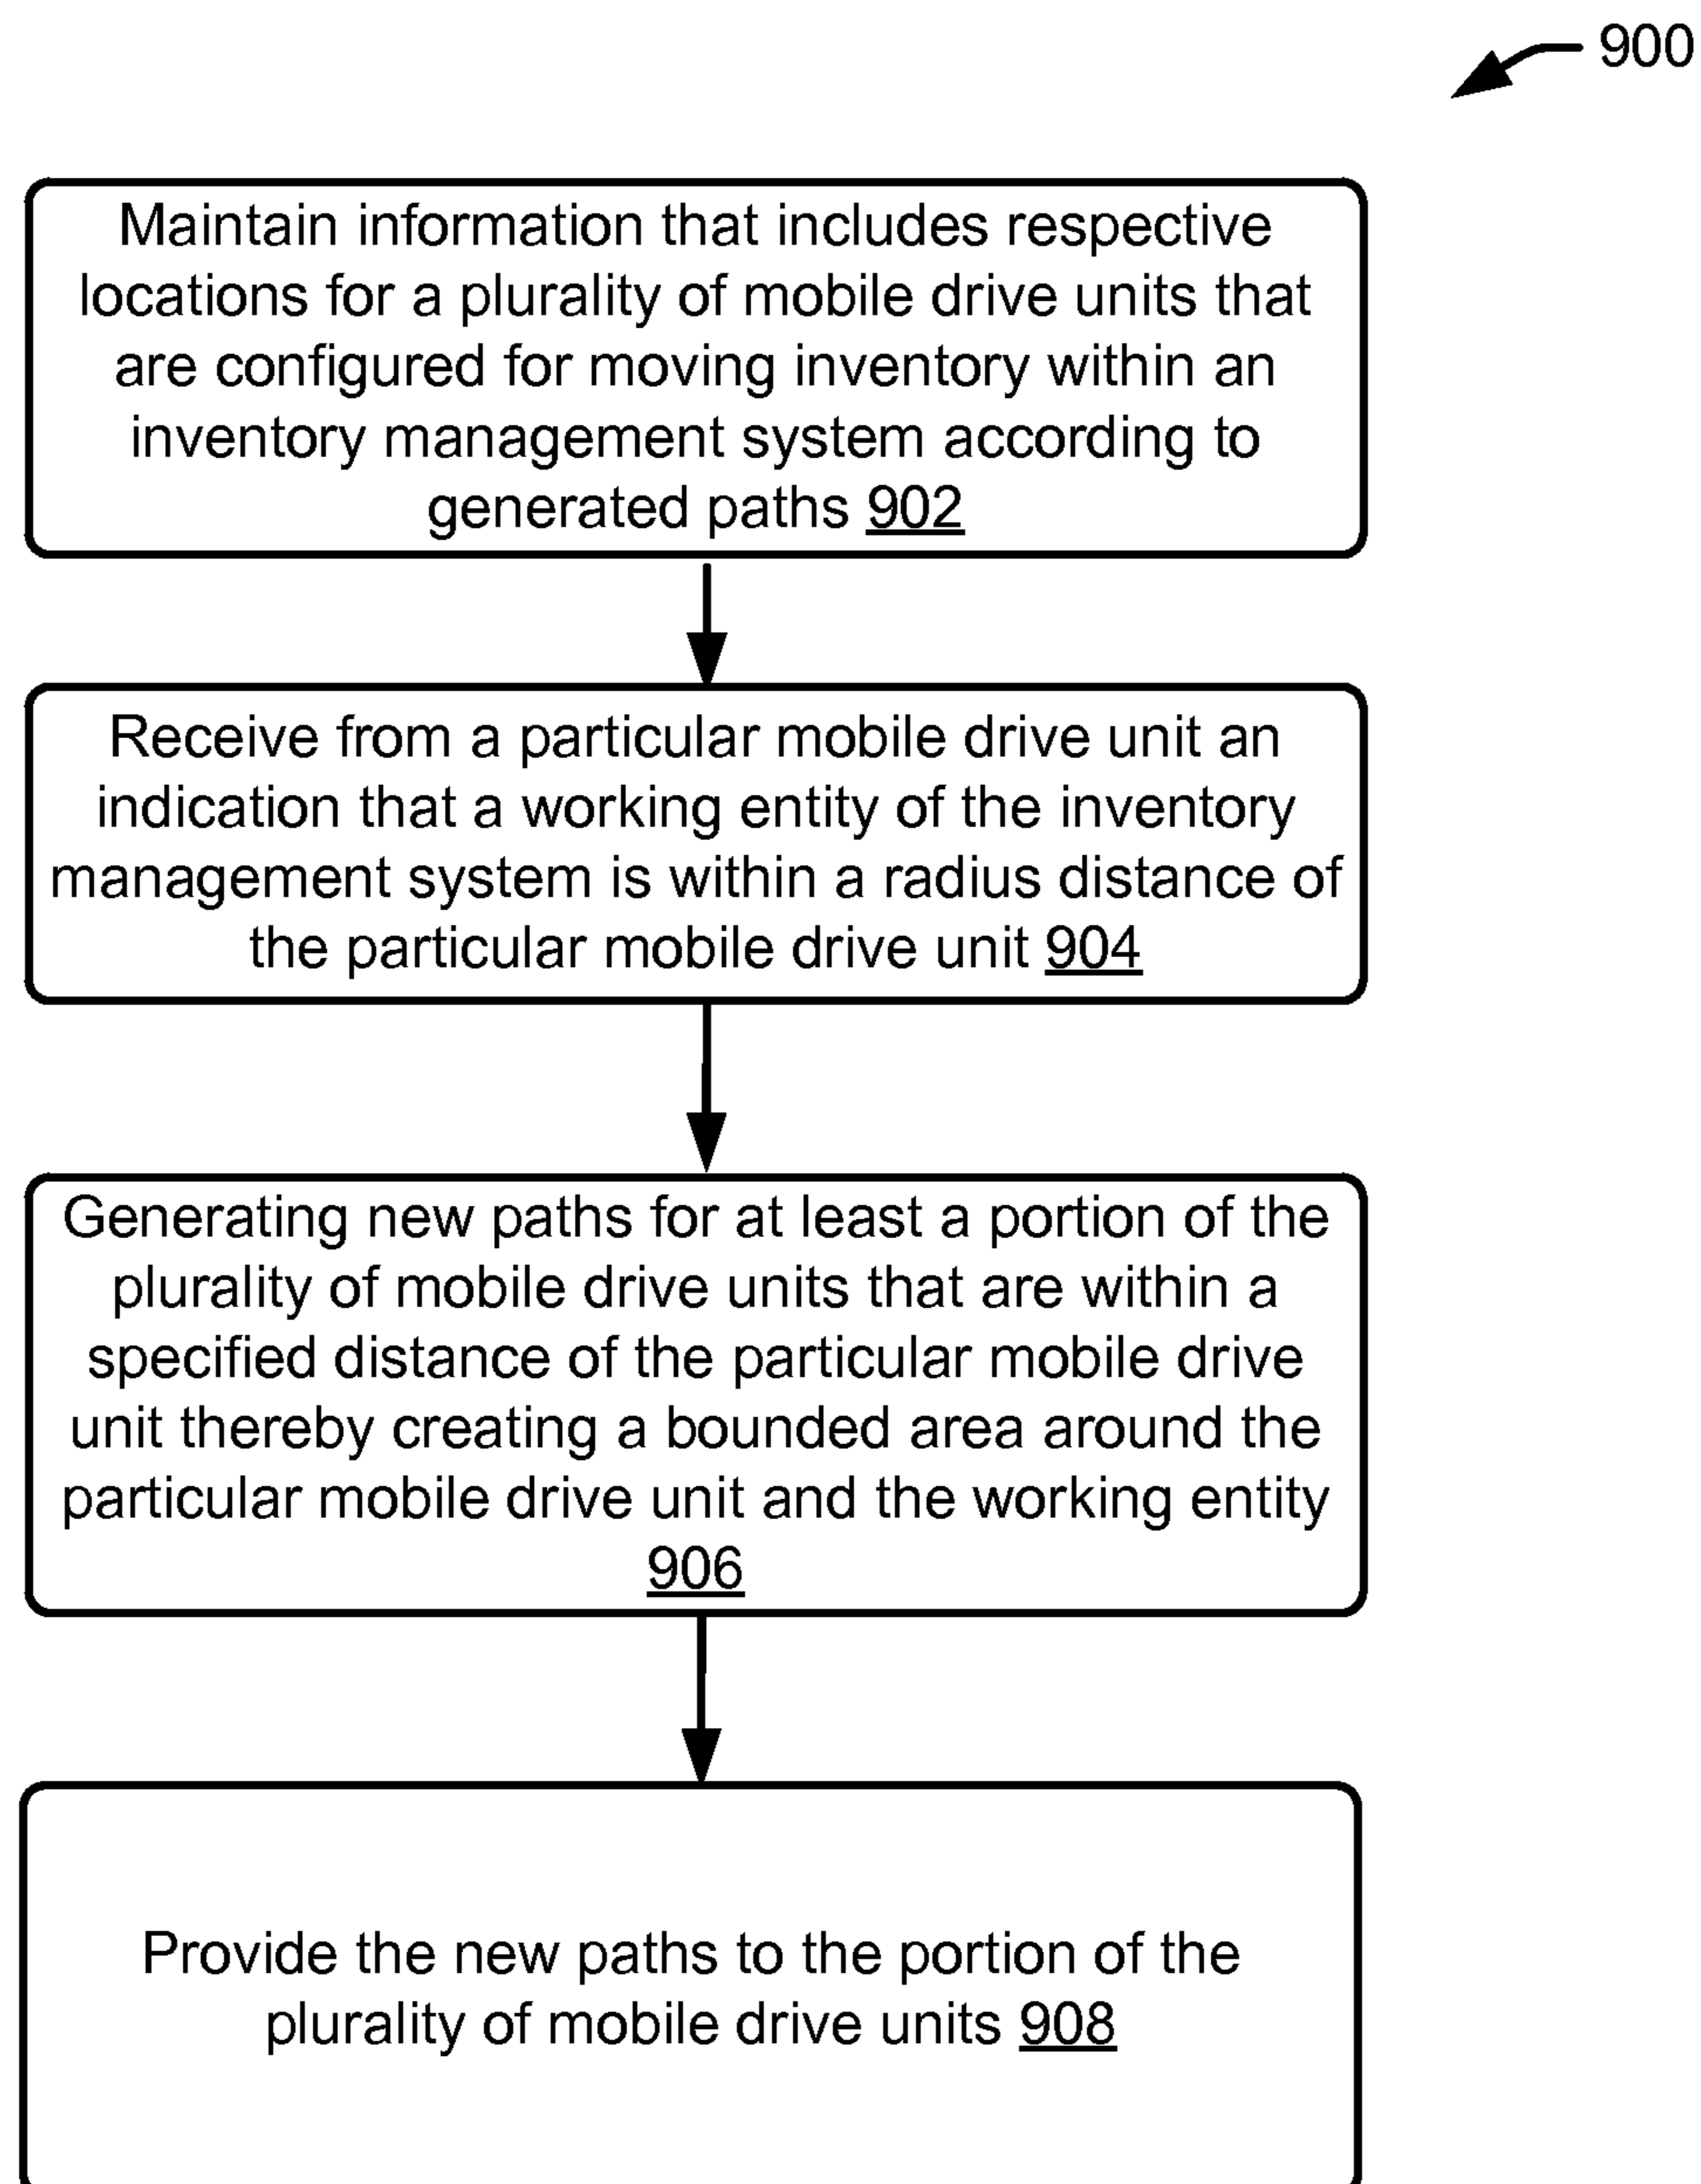 900
Maintain information that includes respective
locations for a plurality of mobile drive units that
are configured for moving inventory within an
inventory management system according to
generated paths 902
Receive from a particular mobile drive unit an
indication that a working entity of the inventory
management system is within a radius distance of
the particular mobile drive unit 904
Generating new paths for at least a portion of the
plurality of mobile drive units that are within a
specified distance of the particular mobile drive
unit thereby creating a bounded area around the
particular mobile drive unit and the working entity
906
Provide the new paths to the portion of the
plurality of mobile drive units 908